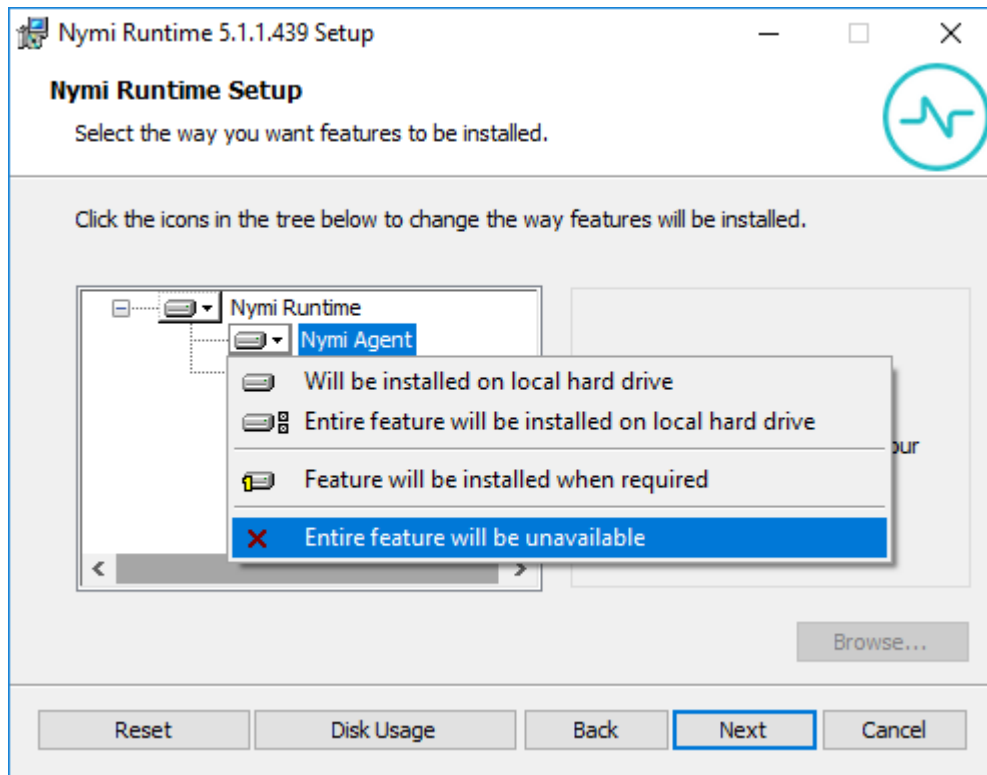 Nymi Runtime 5.1.1.439 Setup
Nymi Runtime Setup
Select the way you want features to be installed.
Click the icons in the tree below to change the way features will be installed.
Nymi Runtime
Nymi Agent
Will be installed on local hard drive
Entire feature will be installed on local hard drive
Feature will be installed when required
Entire feature will be unavailable
Browse...
Reset Disk Usage Back Next Cancel